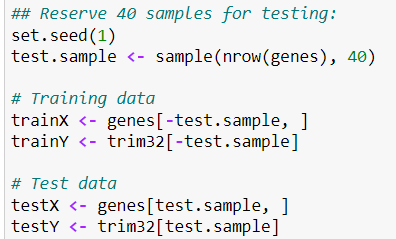 ## Reserve 40 samples for testing:
set.seed(1)
test.sample <- sample(nrow(genes), 40)
# Training data
trainX <- genes[-test.sample, ]
trainY <- trim32[-test.sample]
# Test data
testX <- genes[test.sample, ]
testY <- trim32[test.sample]